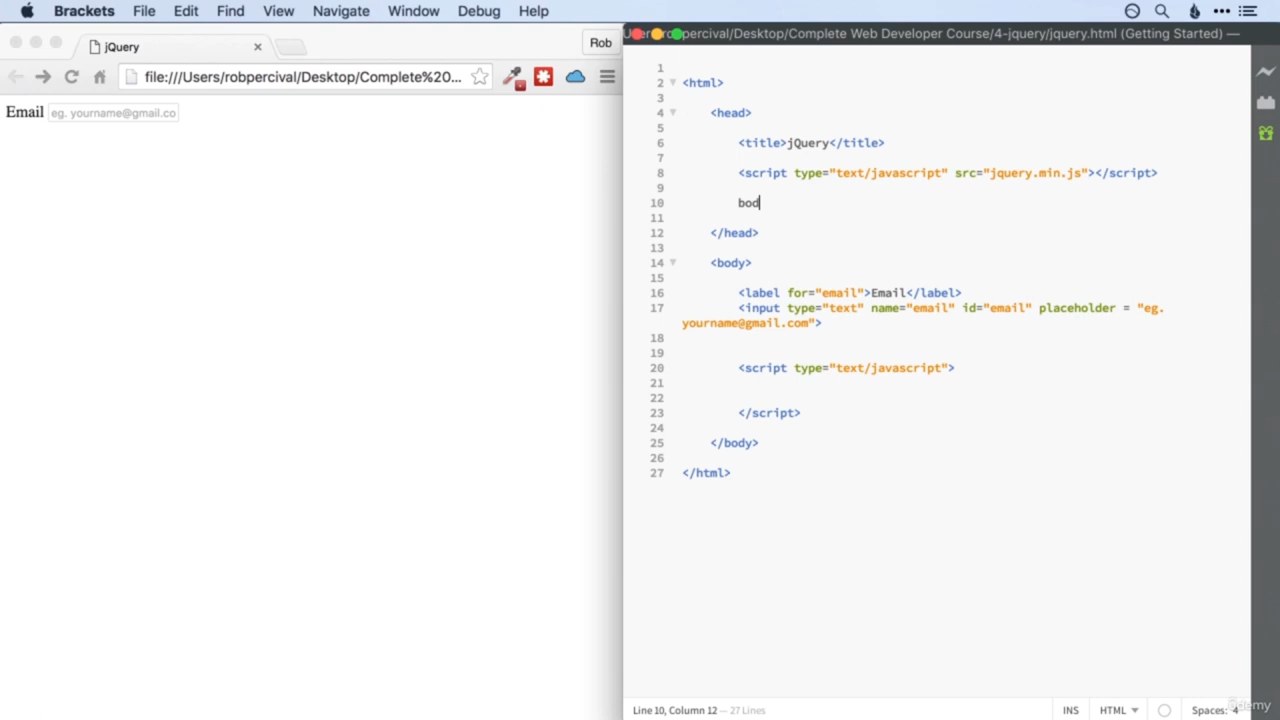 Brackets File Edit Find View Navigate Window Debug Help
jQuery
Rob
robpercival/Desktop/Complete Web Developer Course/4-jquery/jquery.html (Getting Started) —
file:///Users/robpercival/Desktop/Complete%20...
Email eg. yourname@gmail.co
1
2 <html>
3
4 <head>
5
6 <title>jQuery</title>
7
8 <script type="text/javascript" src="jquery.min.js"></script>
9
10 bod
11
12 </head>
13
14 <body>
15
16 <label for="email">Email</label>
17 <input type="text" name="email" id="email" placeholder = "eg.
yourname@gmail.com">
18
19
20 <script type="text/javascript">
21
22
23 </script>
24
25 </body>
26
27 </html>
Line 10, Column 12 — 27 Lines INS HTML Spaces: 4
ûdemy